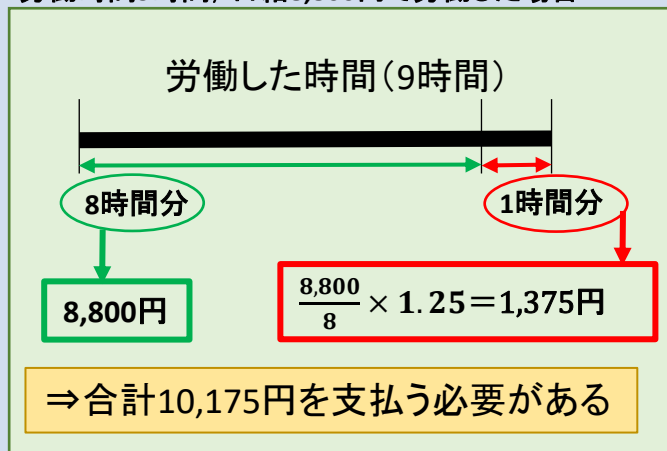 労働した時間（9時間）
8時間分
1時間分
8,800円
8,800/8 × 1.25＝1,375円
⇒合計10,175円を支払う必要がある